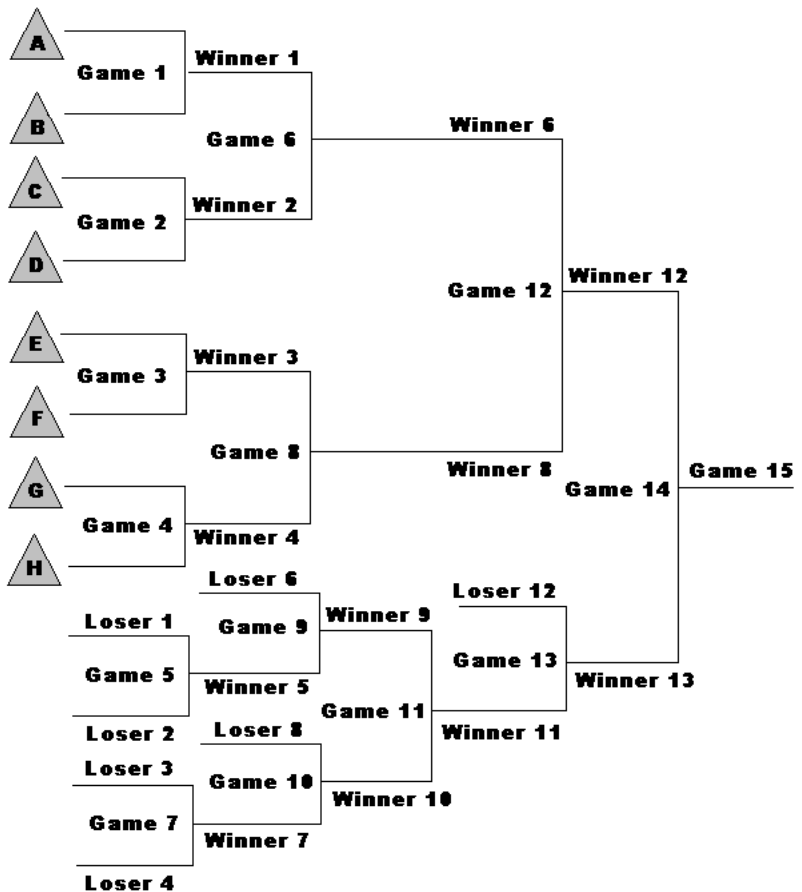 A
Winner 1
Game 1
B
Winner 6
Game 6
C
Winner 2
Game 2
D
Winner 12
Game 12
E
Winner 3
Game 3
F
Game 8
Winner 8
Game 15
G
Game 14
Game 4
Winner 4
H
Loser 6
Loser 12
Loser 1
Winner 9
Game 9
Game 13
Game 5
Winner 5
Winner 13
Game 11
Loser 2
Loser 8
Winner 11
Loser 3
Game 10
Winner 10
Game 7
Winner 7
Loser 4